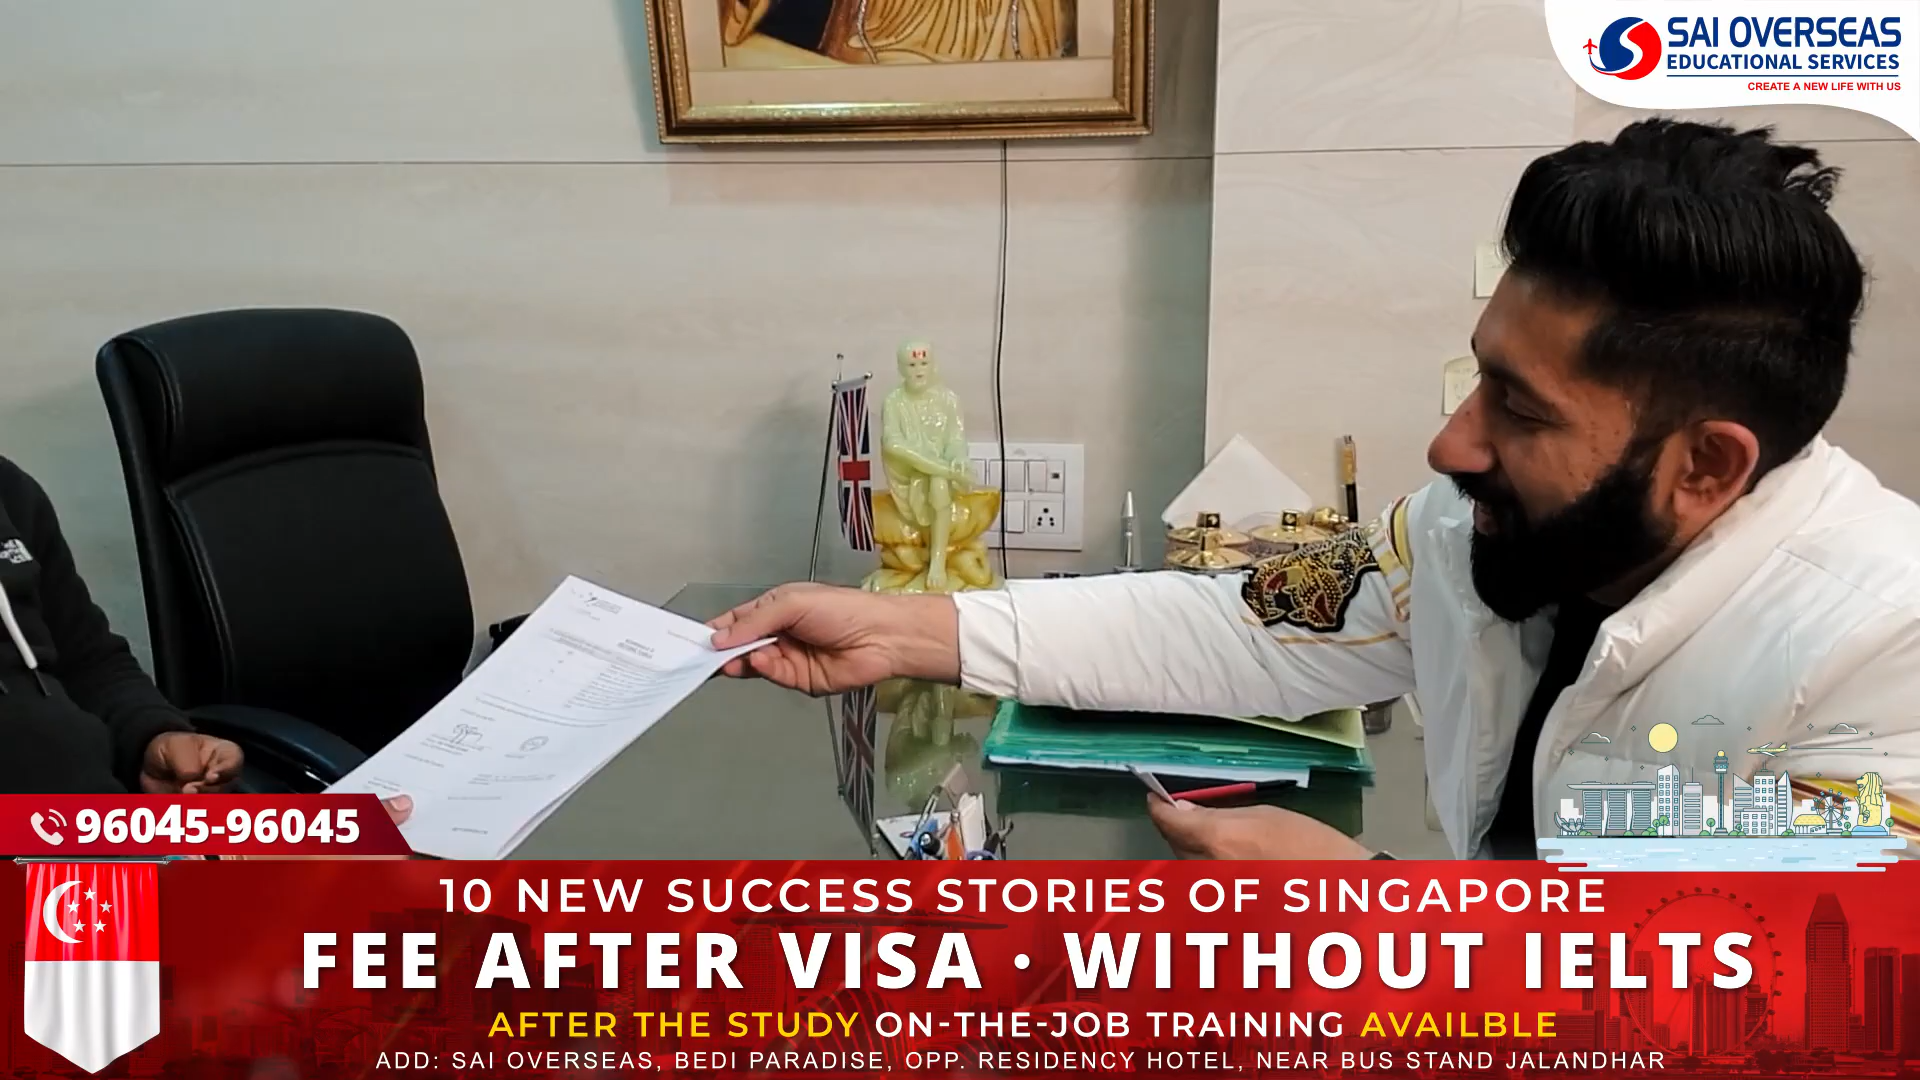 SAI OVERSEAS
EDUCATIONAL SERVICES
CREATE A NEW LIFE WITH US
96045-96045
10 NEW SUCCESS STORIES OF SINGAPORE
FEE AFTER VISA · WITHOUT IELTS
AFTER THE STUDY ON-THE-JOB TRAINING AVAILBLE
ADD: SAI OVERSEAS, BEDI PARADISE, OPP. RESIDENCY HOTEL, NEAR BUS STAND JALANDHAR